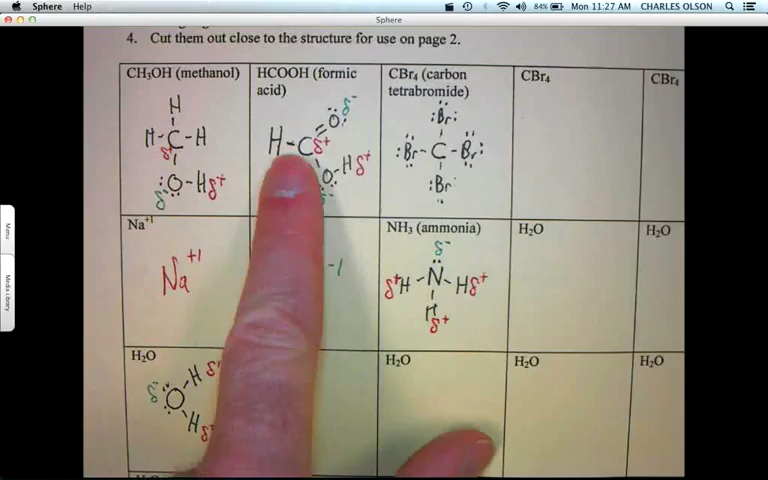 Sphere Help 84% Mon 11:27 AM CHARLES OLSON
Sphere
Menu
Media Library
4. Cut them out close to the structure for use on page 2.
CH₃OH (methanol)
H
H-C-H
δ+
:O-H δ+
δ-
HCOOH (formic
acid)
δ-
O:
H-C δ+
O-H δ+
CBr₄ (carbon
tetrabromide)
:Br:
:Br-C-Br:
:Br
CBr₄
CBr₄
Na⁺¹
Na⁺¹
-1
NH₃ (ammonia)
δ-
δ+H-N-Hδ+
H
δ+
H₂O
H₂O
H₂O
H δ+
δ- :O
H δ+
H₂O
H₂O
H₂O